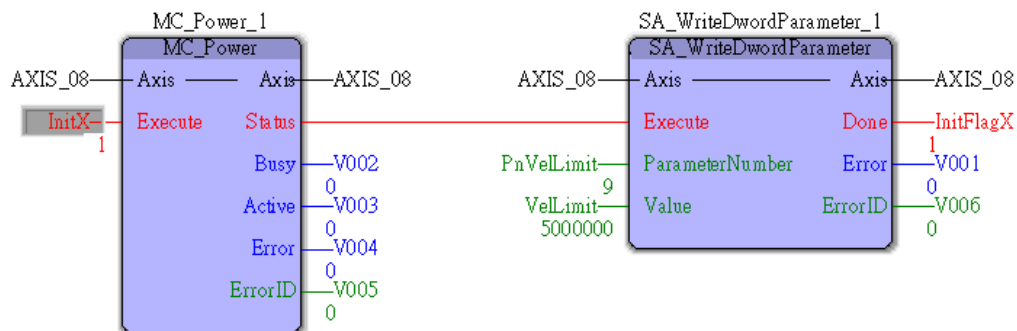 MC_Power_1
MC_Power
AXIS_08 Axis Axis AXIS_08
InitX Execute Status
1
Busy V002
0
Active V003
0
Error V004
0
ErrorID V005
0
SA_WriteDwordParameter_1
SA_WriteDwordParameter
AXIS_08 Axis Axis AXIS_08
Execute Done InitFlagX
1
PnVelLimit ParameterNumber Error V001
9 0
VelLimit Value ErrorID V006
5000000 0